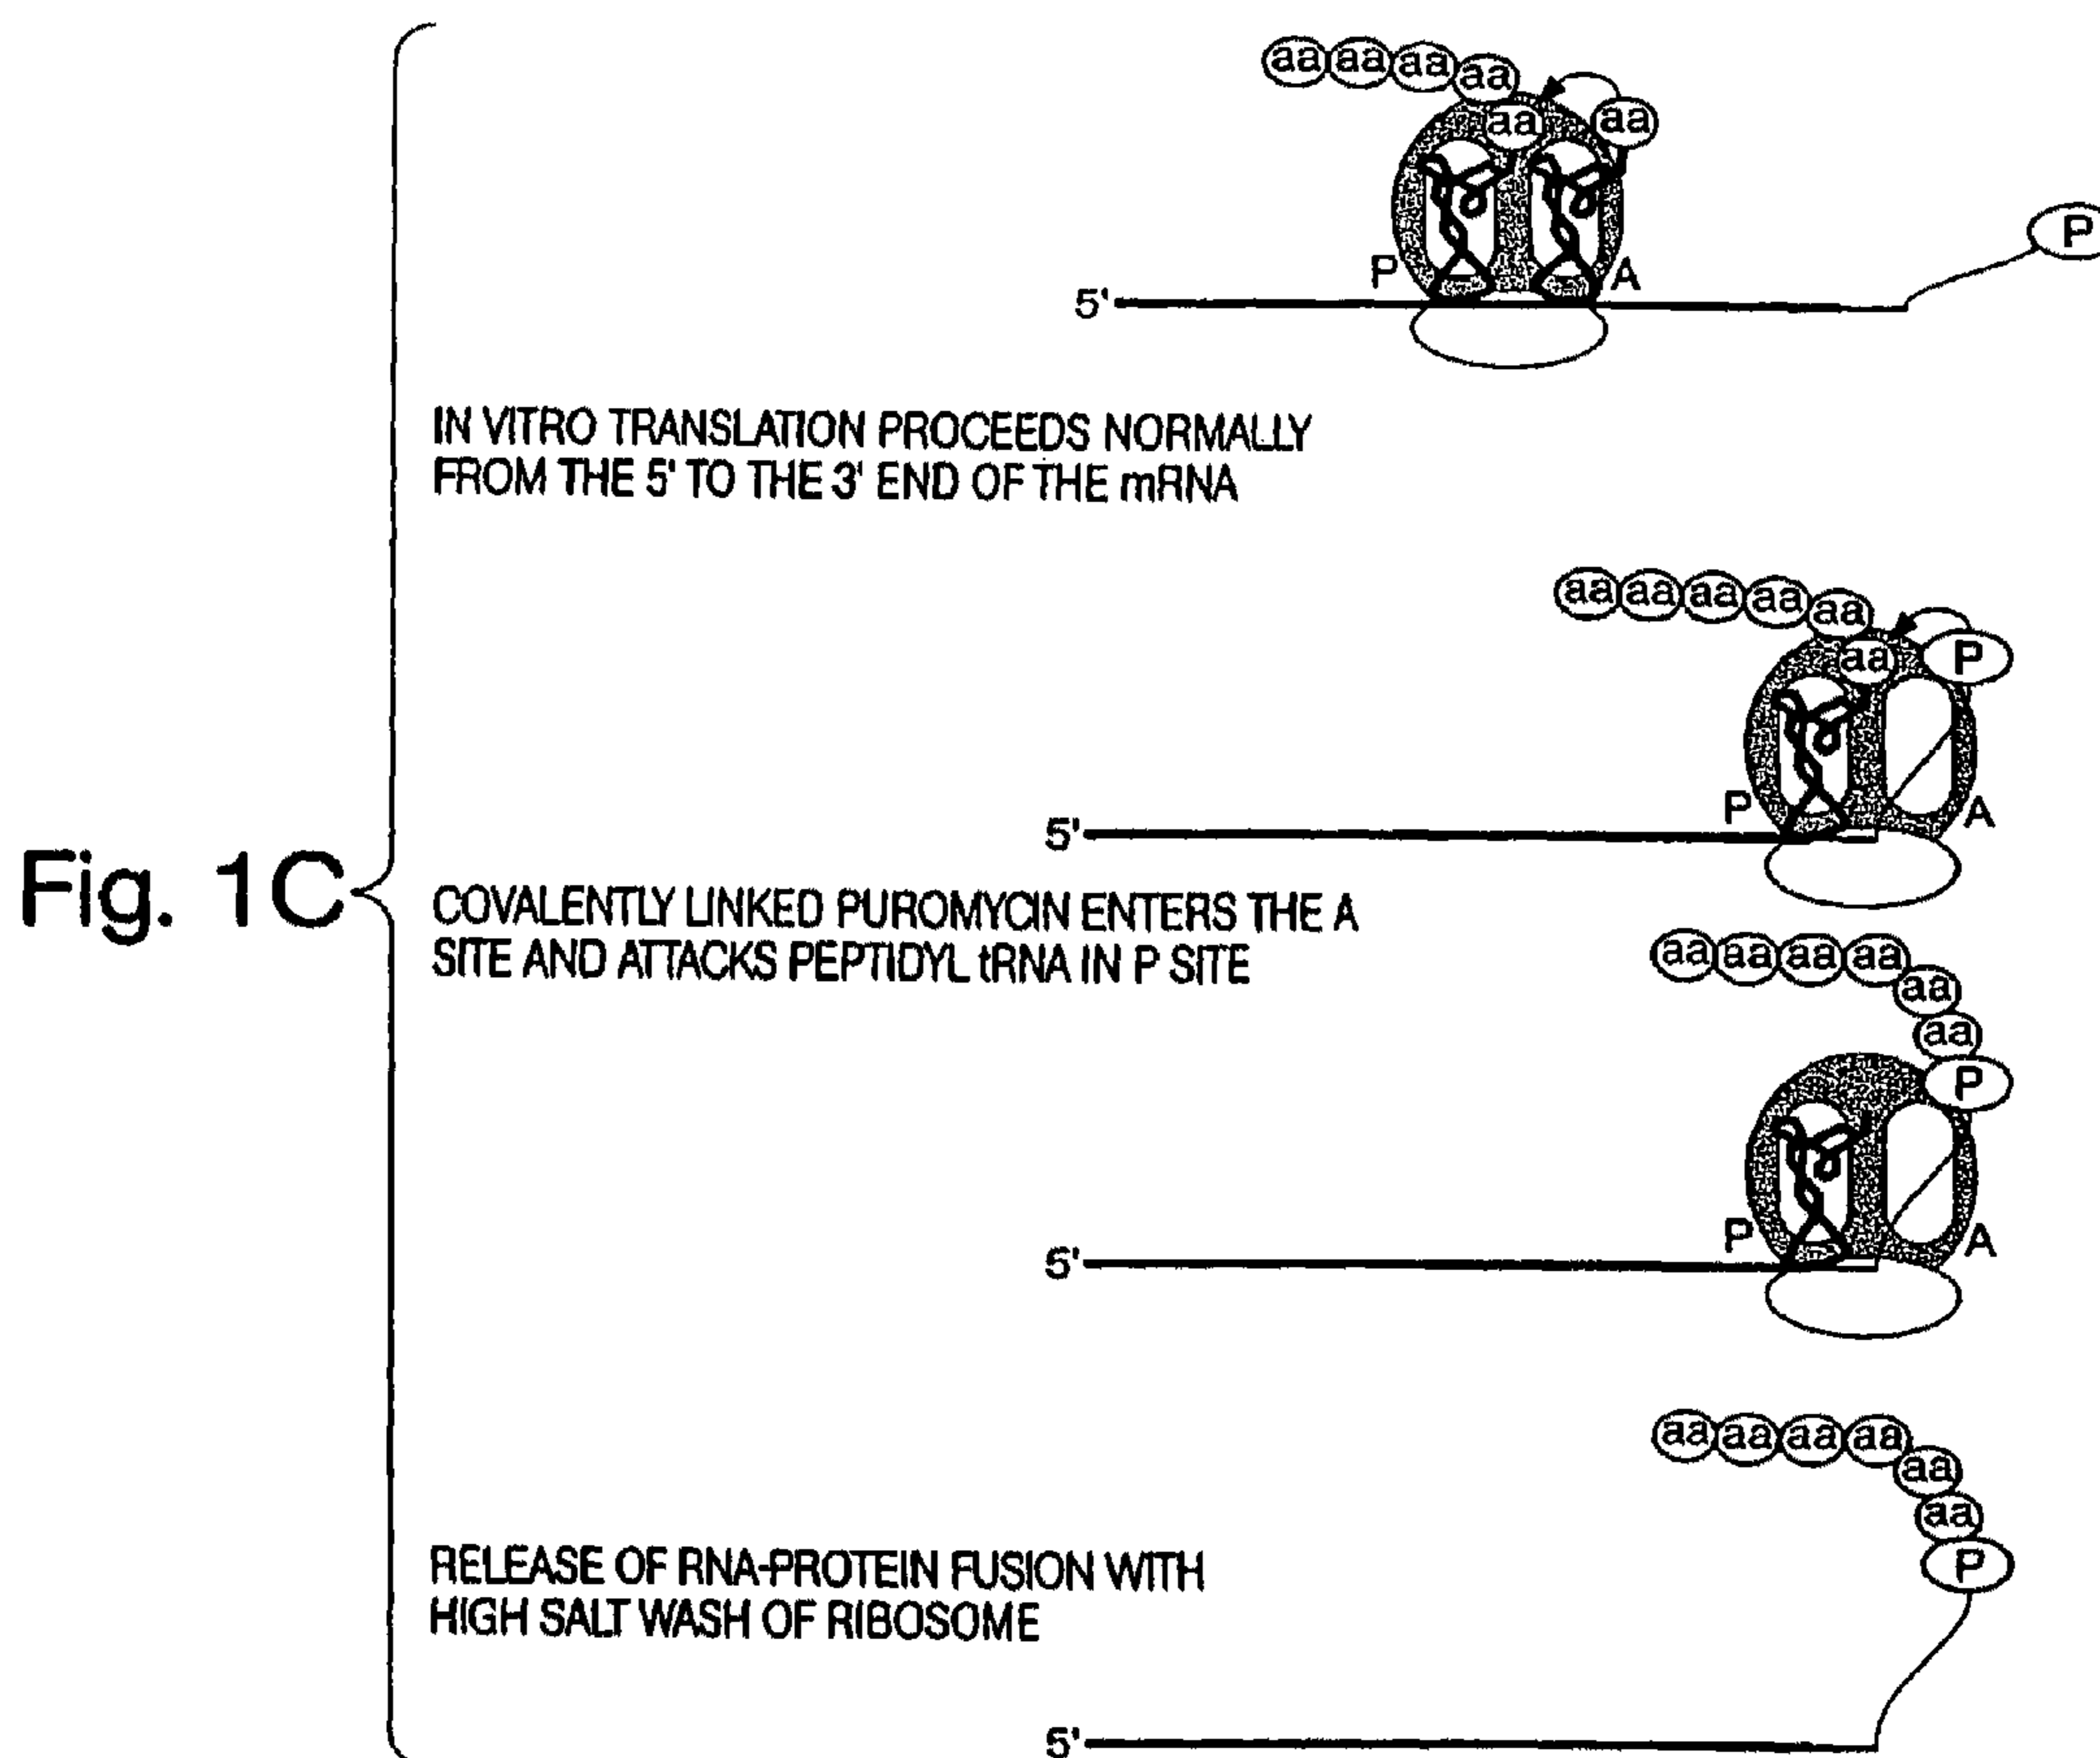 aa aa aa aa
aa aa
P
P A
5'
IN VITRO TRANSLATION PROCEEDS NORMALLY
FROM THE 5' TO THE 3' END OF THE mRNA
aa aa aa aa aa
aa P
P A
5'
Fig. 1C
COVALENTLY LINKED PUROMYCIN ENTERS THE A
SITE AND ATTACKS PEPTIDYL tRNA IN P SITE
aa aa aa aa
aa
aa
P
P A
5'
aa aa aa aa
aa
aa
P
RELEASE OF RNA-PROTEIN FUSION WITH
HIGH SALT WASH OF RIBOSOME
5'